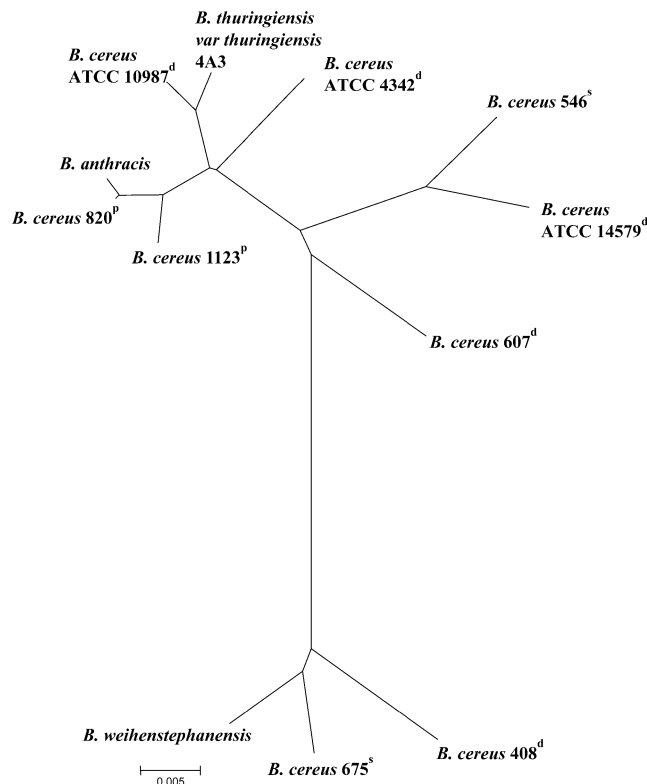 B. thuringiensis
var thuringiensis
4A3
B. cereus
ATCC 10987d
B. cereus
ATCC 4342d
B. cereus 546s
B. anthracis
B. cereus 820p
B. cereus
ATCC 14579d
B. cereus 1123p
B. cereus 607d
B. weihenstephanensis
B. cereus 675s
B. cereus 408d
0.005